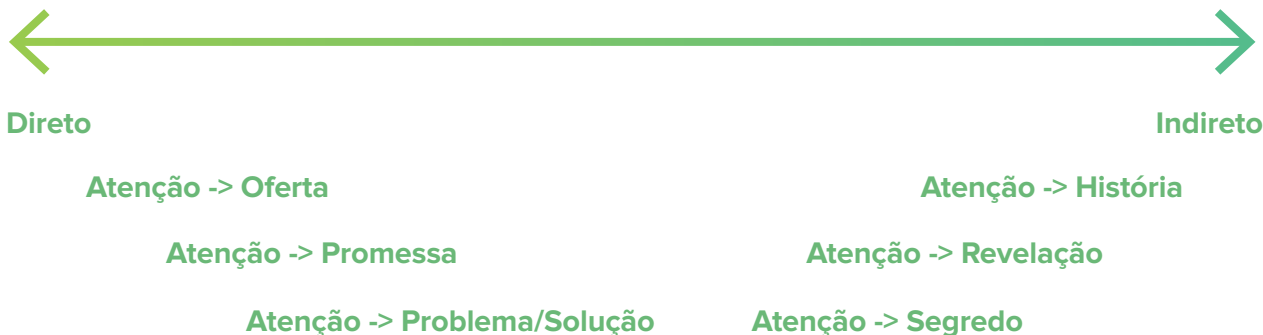 Direto Indireto
Atenção -> Oferta Atenção -> História
Atenção -> Promessa Atenção -> Revelação
Atenção -> Problema/Solução Atenção -> Segredo